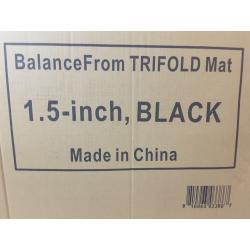 BalanceFrom TRIFOLD Mat
1.5-inch, BLACK
Made in China